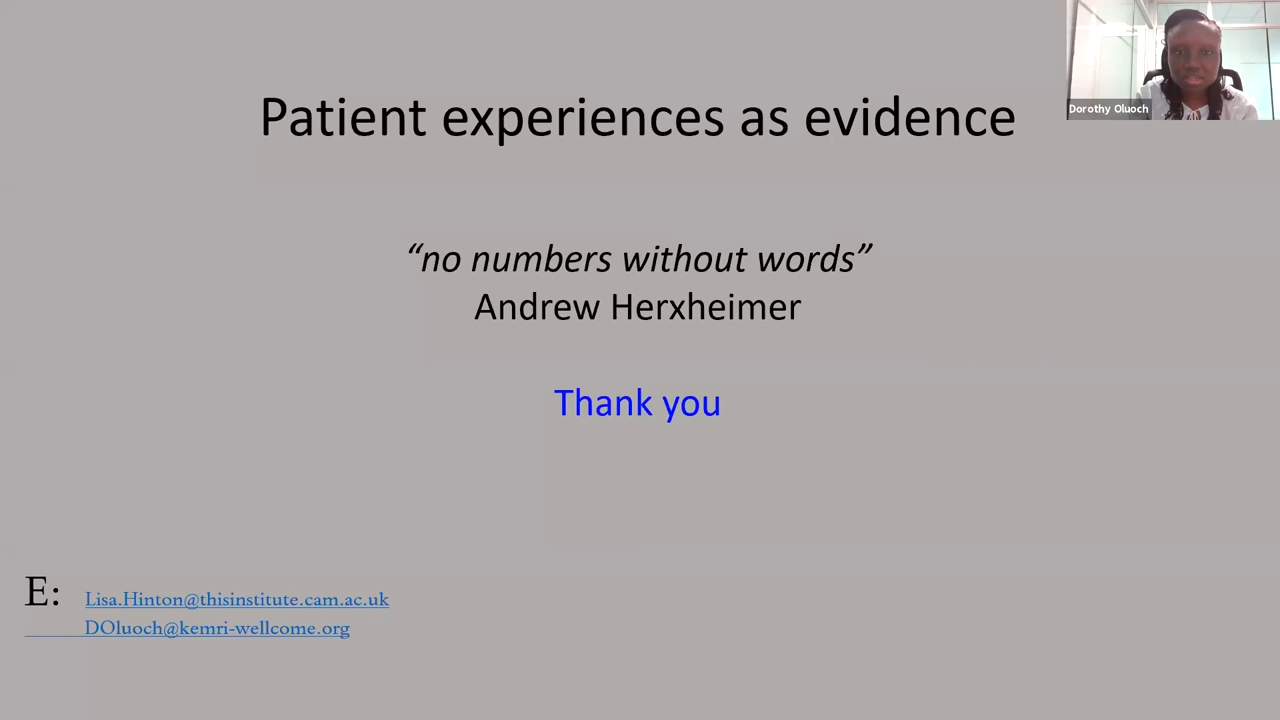 Patient experiences as evidence
Dorothy Oluoch
“no numbers without words”
Andrew Herxheimer
Thank you
E: Lisa.Hinton@thisinstitute.cam.ac.uk
DOluoch@kemri-wellcome.org